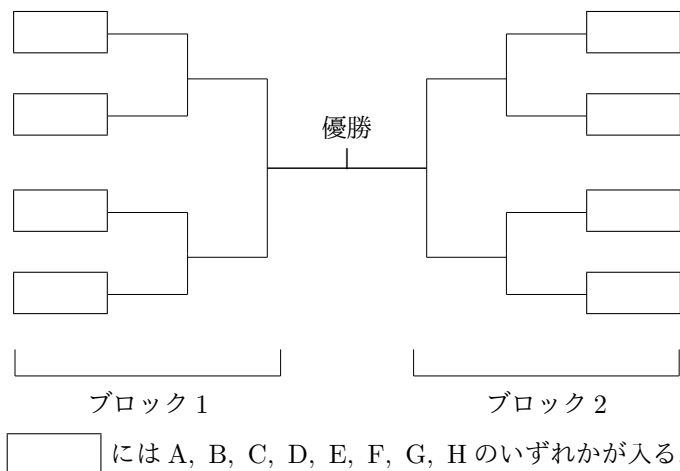 優勝
ブロック 1
ブロック 2
には A, B, C, D, E, F, G, H のいずれかが入る.